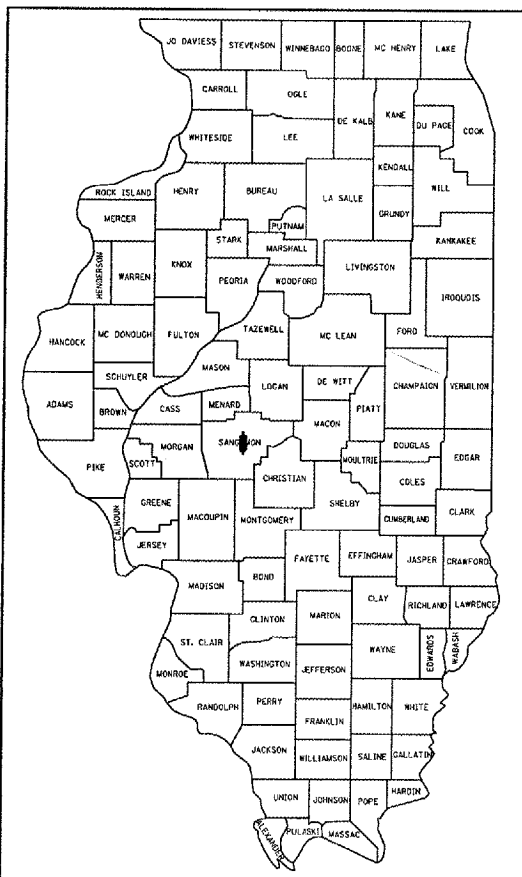 JO DAVIESS
STEVENSON
WINNEBAGO
BOONE
MC HENRY
LAKE
CARROLL
OGLE
DE KALB
KANE
DU PAGE
COOK
WHITESIDE
LEE
KENDALL
WILL
ROCK ISLAND
HENRY
BUREAU
LA SALLE
GRUNDY
MERCER
PUTNAM
KANKAKEE
STARK
MARSHALL
HENDERSON
WARREN
KNOX
PEORIA
WOODFORD
LIVINGSTON
IROQUOIS
TAZEWELL
HANCOCK
MC DONOUGH
FULTON
MC LEAN
FORD
MASON
SCHUYLER
LOGAN
DE WITT
CHAMPAIGN
VERMILION
ADAMS
BROWN
CASS
MENARD
PIATT
MACON
SANGMON
DOUGLAS
MORGAN
MOULTRIE
EDGAR
PIKE
SCOTT
CHRISTIAN
COLES
GREENE
SHELBY
CALHOUN
MACOUPIN
MONTGOMERY
CUMBERLAND
CLARK
JERSEY
FAYETTE
EFFINGHAM
JASPER
CRAWFORD
MADISON
BOND
CLAY
RICHLAND
LAWRENCE
CLINTON
MARION
ST. CLAIR
WAYNE
EDWARDS
WABASH
WASHINGTON
JEFFERSON
MONROE
RANDOLPH
PERRY
HAMILTON
WHITE
FRANKLIN
JACKSON
WILLIAMSON
SALINE
GALLATIN
UNION
JOHNSON
POPE
HARDIN
ALEXANDER
PULASKI
MASSAC